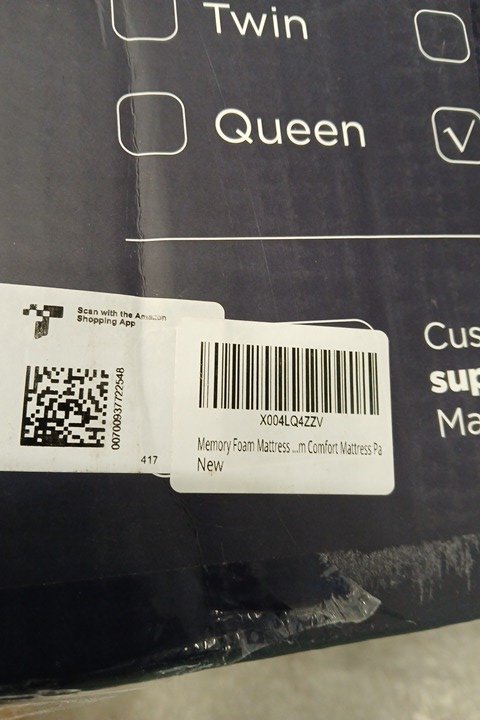 Twin
Queen
Scan with the Amazon
Shopping App
00700937722548
417
X004LQ4ZZV
Memory Foam Mattress ...m Comfort Mattress Pa
New
Cus
sup
Ma